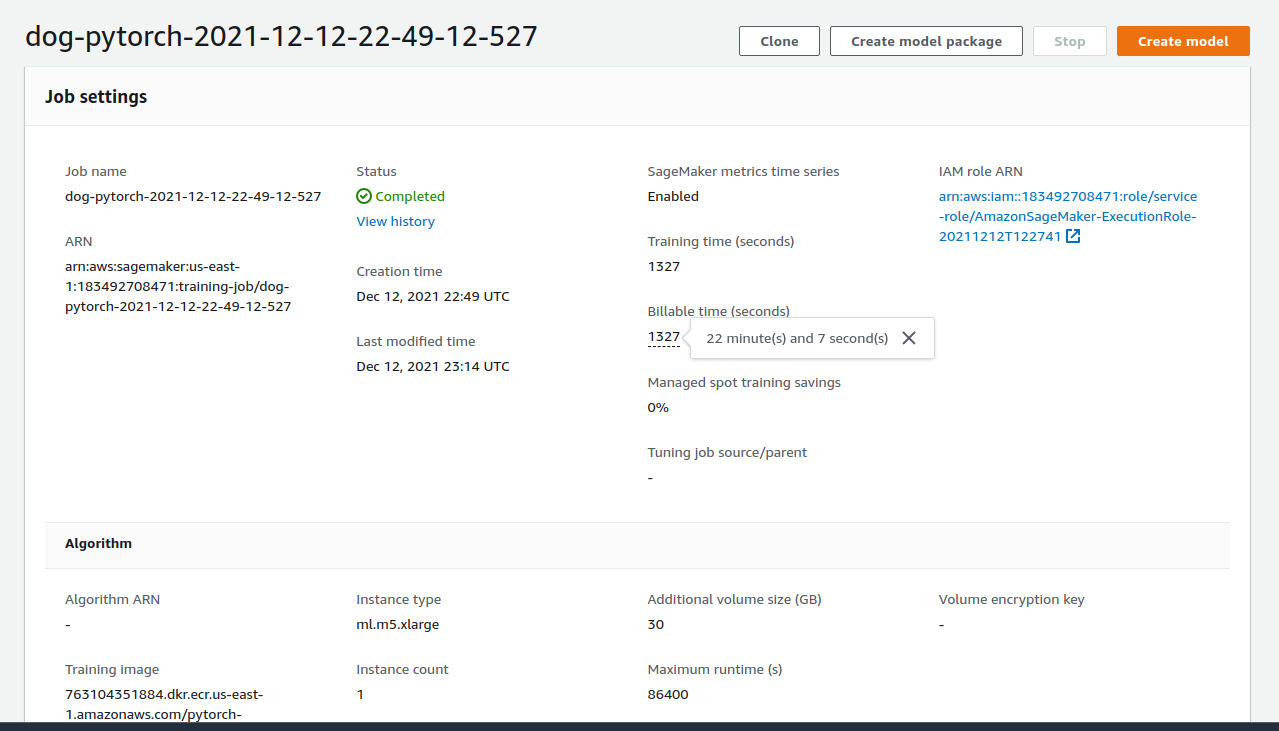 dog-pytorch-2021-12-12-22-49-12-527
Clone
Create model package
Stop
Create model
Job settings
Job name
dog-pytorch-2021-12-12-22-49-12-527
ARN
arn:aws:sagemaker:us-east-
1:183492708471:training-job/dog-
pytorch-2021-12-12-22-49-12-527
Status
Completed
View history
Creation time
Dec 12, 2021 22:49 UTC
Last modified time
Dec 12, 2021 23:14 UTC
SageMaker metrics time series
Enabled
Training time (seconds)
1327
Billable time (seconds)
1327
22 minute(s) and 7 second(s)
Managed spot training savings
0%
Tuning job source/parent
-
IAM role ARN
arn:aws:iam::183492708471:role/service
-role/AmazonSageMaker-ExecutionRole-
20211212T122741
Algorithm
Algorithm ARN
-
Training image
763104351884.dkr.ecr.us-east-
1.amazonaws.com/pytorch-
Instance type
ml.m5.xlarge
Instance count
1
Additional volume size (GB)
30
Maximum runtime (s)
86400
Volume encryption key
-